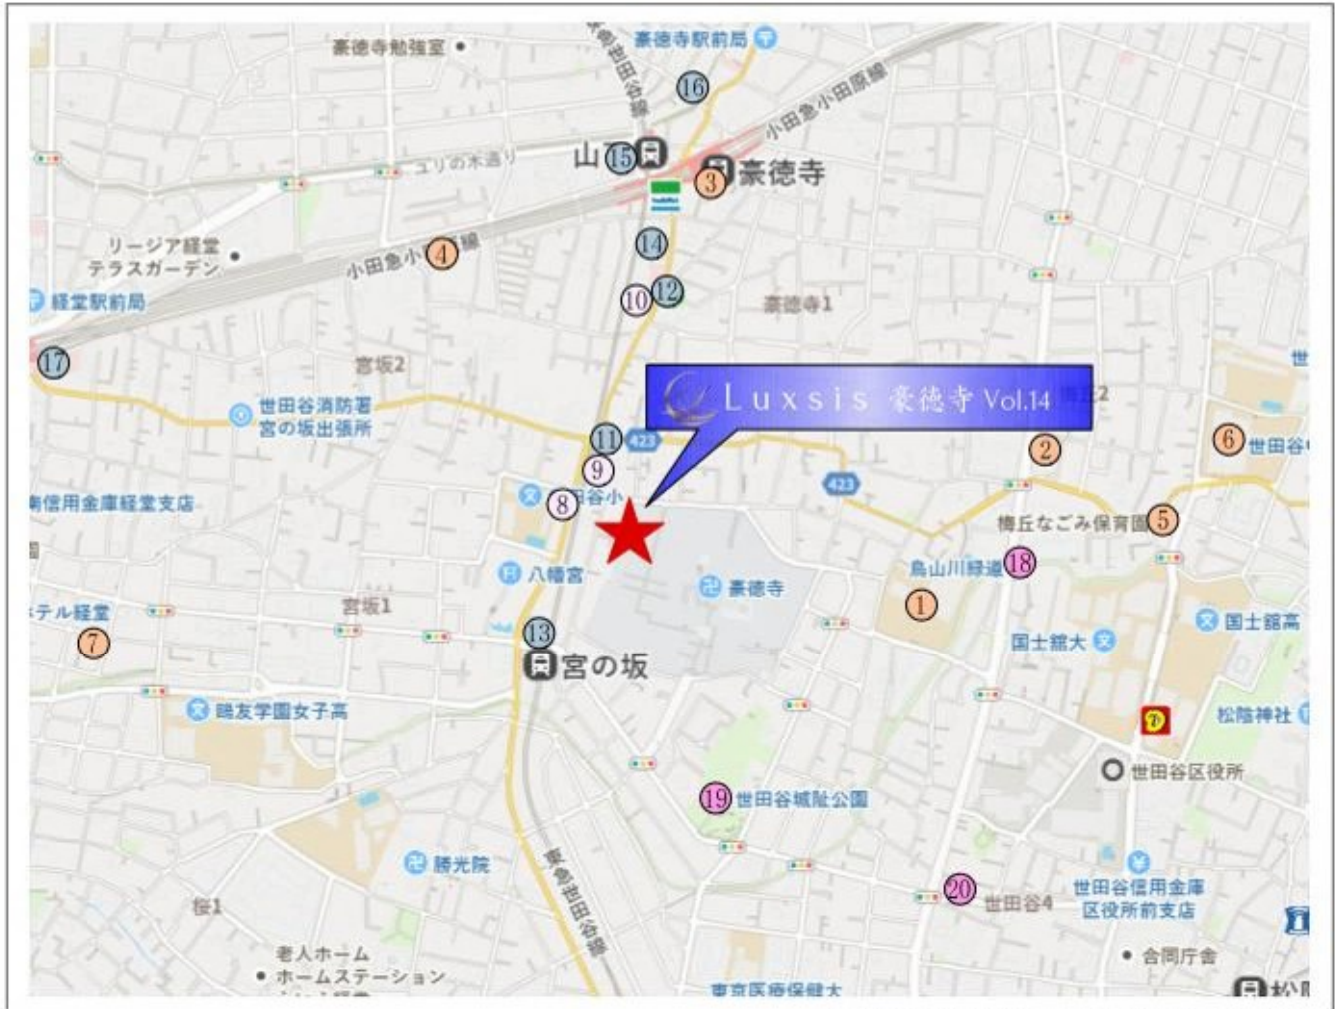 豪徳寺勉強室
豪徳寺駅前局
16
小田急小田原線
山
15
ユリの木通り
3
豪徳寺
リージア経堂
テラスガーデン
4
14
経堂駅前局
10
12
豪徳寺1
17
宮坂2
Luxsis 豪徳寺 Vol.14
世田谷消防署
宮の坂出張所
11
423
2
6
9
423
信用金庫経堂支店
8
谷小
梅丘なごみ保育園
5
18
八幡宮
豪徳寺
烏山川緑道
1
テル経堂
宮坂1
国士舘高
7
13
国士舘大
宮の坂
鴎友学園女子高
松陰神社
世田谷区役所
19
世田谷城趾公園
勝光院
東急世田谷線
20
世田谷4
世田谷信用金庫
区役所前支店
桜1
老人ホーム
ホームステーション
合同庁舎
東京医療保健大